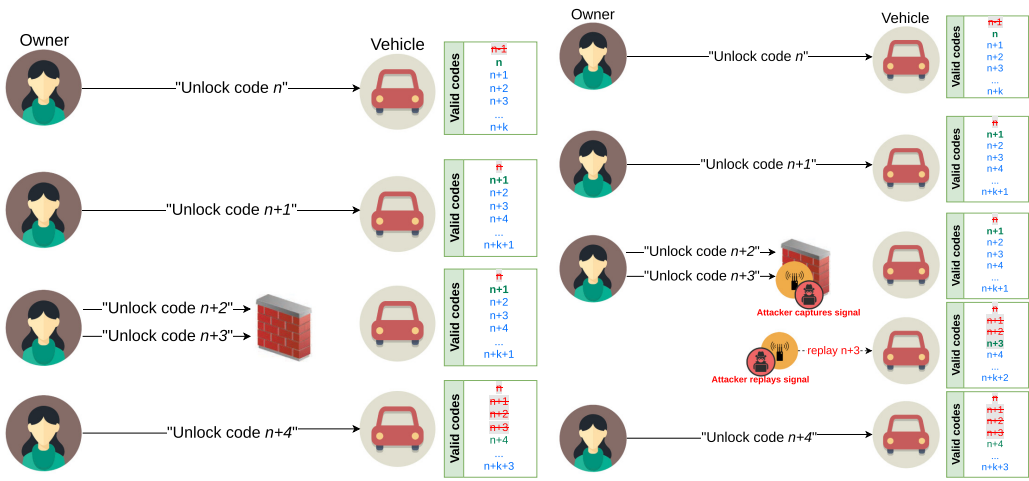 Owner
Vehicle
"Unlock code n"
Valid codes
n-1
n
n+1
n+2
n+3
...
n+k
"Unlock code n+1"
Valid codes
n
n+1
n+2
n+3
n+4
...
n+k+1
"Unlock code n+2"
"Unlock code n+3"
Valid codes
n
n+1
n+2
n+3
n+4
...
n+k+1
"Unlock code n+4"
Valid codes
n
n+1
n+2
n+3
n+4
...
n+k+3
Owner
Vehicle
"Unlock code n"
Valid codes
n-1
n
n+1
n+2
n+3
...
n+k
"Unlock code n+1"
Valid codes
n
n+1
n+2
n+3
n+4
...
n+k+1
"Unlock code n+2"
"Unlock code n+3"
Attacker captures signal
Valid codes
n
n+1
n+2
n+3
n+4
...
n+k+1
replay n+3
Attacker replays signal
Valid codes
n
n+1
n+2
n+3
n+4
...
n+k+2
"Unlock code n+4"
Valid codes
n
n+1
n+2
n+3
n+4
...
n+k+3